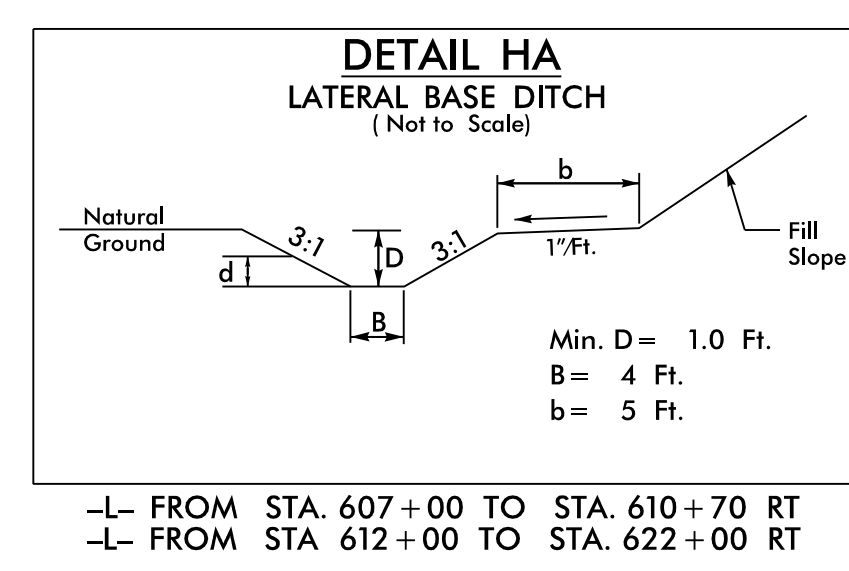 DETAIL HA
LATERAL BASE DITCH
( Not to Scale)
b
Natural
Ground
3:1
D
3:1
1"/Ft.
Fill
Slope
d
B
Min. D = 1.0 Ft.
B = 4 Ft.
b = 5 Ft.
-L- FROM STA. 607+00 TO STA. 610+70 RT
-L- FROM STA 612+00 TO STA. 622+00 RT